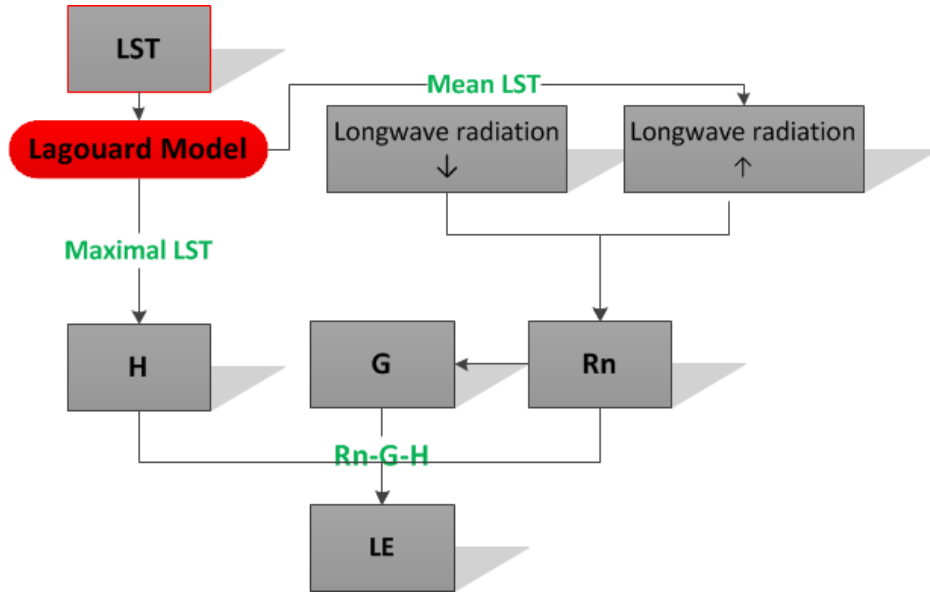 LST
Mean LST
Lagouard Model
Longwave radiation
↓
Longwave radiation
↑
Maximal LST
H
G
Rn
Rn-G-H
LE